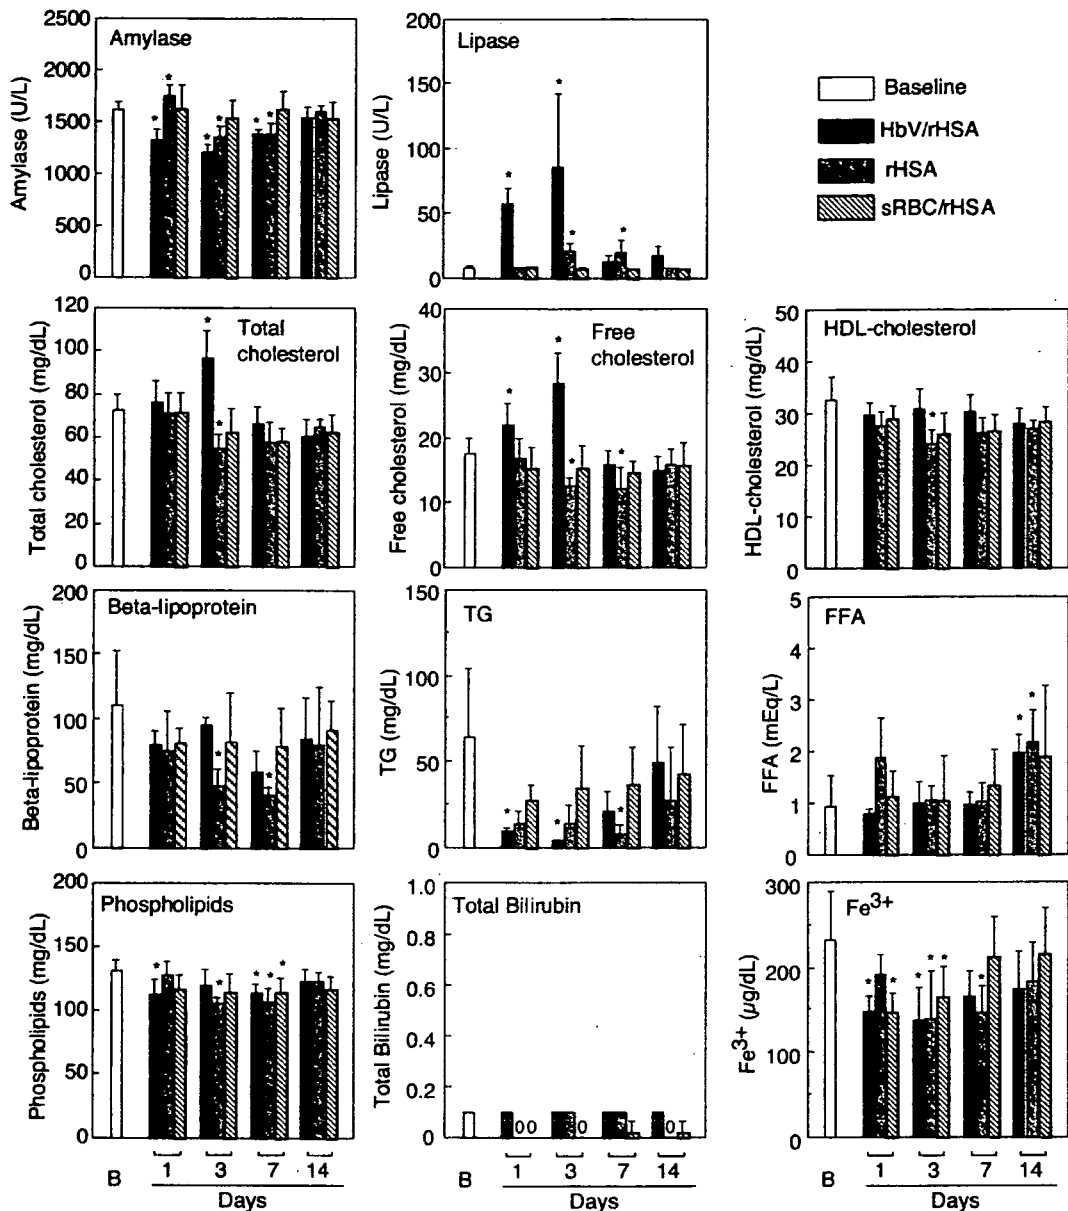 Amylase
Amylase (U/L)
2500
2000
1500
1000
500
0
* * * * * *
Lipase
Lipase (U/L)
200
150
100
50
0
* * * *
Baseline
HbV/rHSA
rHSA
sRBC/rHSA
Total
cholesterol
Total cholesterol (mg/dL)
120
100
80
60
40
20
0
* *
Free
cholesterol
Free cholesterol (mg/dL)
40
30
20
10
0
* * * *
HDL-cholesterol
HDL-cholesterol (mg/dL)
50
40
30
20
10
0
*
Beta-lipoprotein
Beta-lipoprotein (mg/dL)
200
150
100
50
0
* *
TG
TG (mg/dL)
150
100
50
0
* * *
FFA
FFA (mEq/L)
5
4
3
2
1
0
* *
Phospholipids
Phospholipids (mg/dL)
200
150
100
50
0
* * * * *
B
1 3 7 14
Days
Total Bilirubin
Total Bilirubin (mg/dL)
1.0
0.8
0.6
0.4
0.2
0
00 0 0
B
1 3 7 14
Days
Fe3+
Fe3+ (µg/dL)
300
200
100
0
* * * * * *
B
1 3 7 14
Days